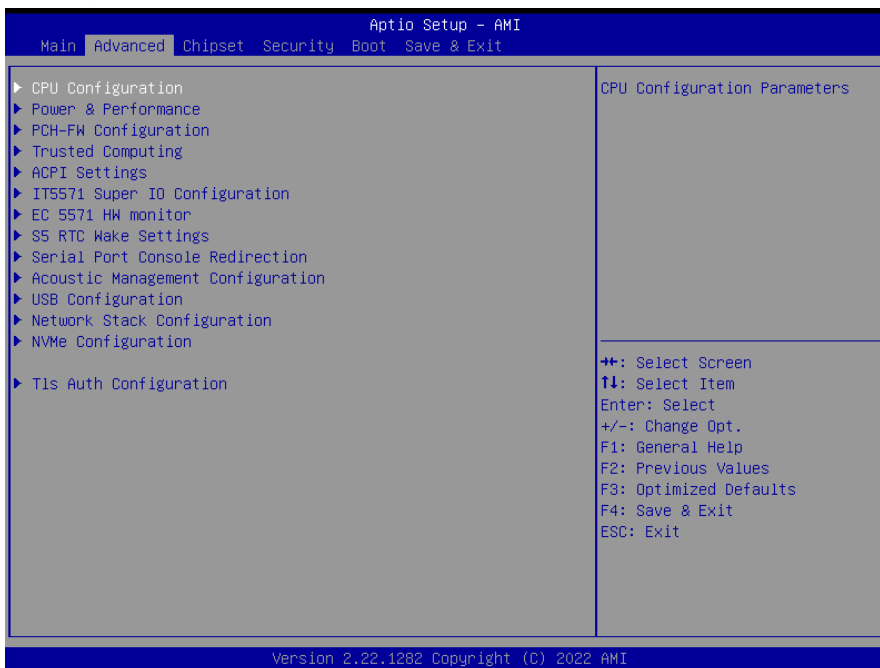 Aptio Setup – AMI
Main Advanced Chipset Security Boot Save & Exit
▶ CPU Configuration
▶ Power & Performance
▶ PCH-FW Configuration
▶ Trusted Computing
▶ ACPI Settings
▶ IT5571 Super IO Configuration
▶ EC 5571 HW monitor
▶ S5 RTC Wake Settings
▶ Serial Port Console Redirection
▶ Acoustic Management Configuration
▶ USB Configuration
▶ Network Stack Configuration
▶ NVMe Configuration
▶ Tls Auth Configuration
CPU Configuration Parameters
→←: Select Screen
↑↓: Select Item
Enter: Select
+/-: Change Opt.
F1: General Help
F2: Previous Values
F3: Optimized Defaults
F4: Save & Exit
ESC: Exit
Version 2.22.1282 Copyright (C) 2022 AMI